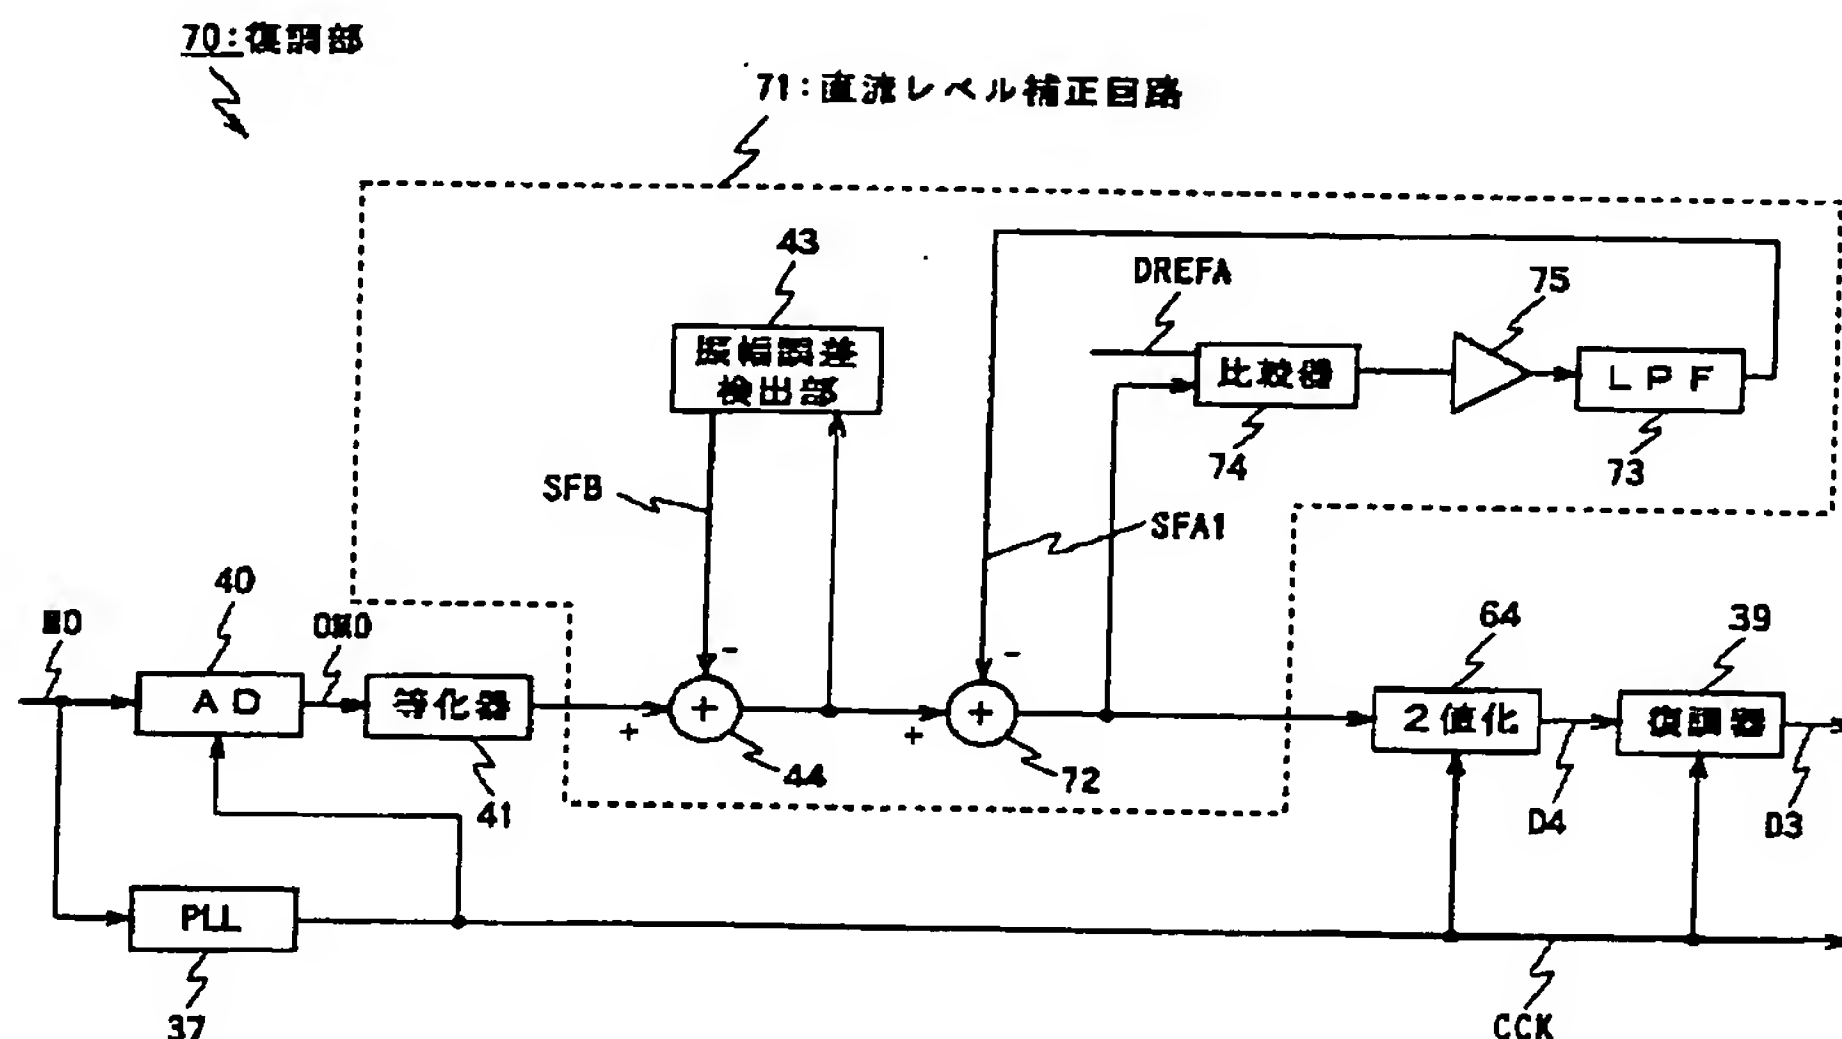 70:復調部
71:直流レベル補正回路
43
振幅誤差
検出部
DREFA
75
比較器
LPF
74
73
SFB
SFA1
40
MD
DMD
64
39
AD
等化器
+
-
+
+
-
+
2値化
復調器
44
72
41
D4
D3
PLL
37
CCK